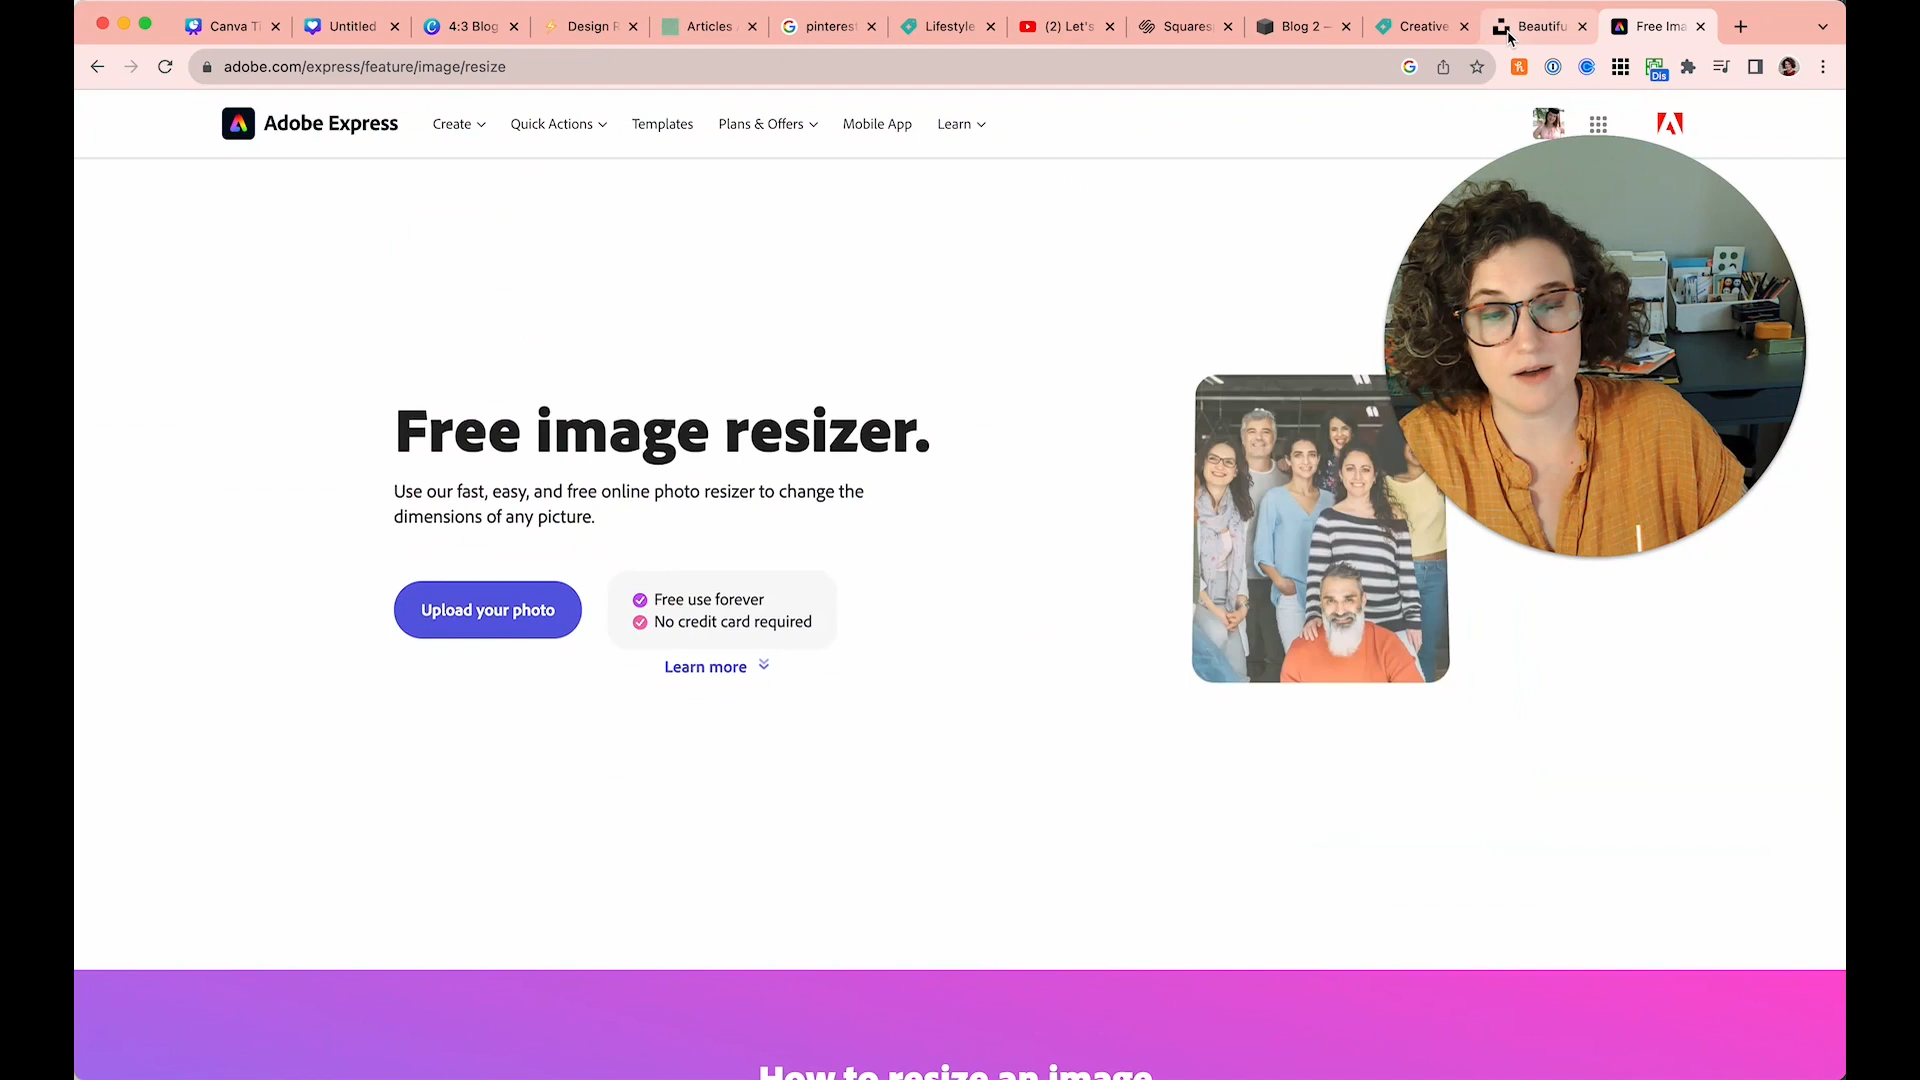 Canva Ti
Untitled
4:3 Blog
Design R
Articles
pinterest
Lifestyle
(2) Let's
Squares
Blog 2 –
Creative
Beautifu
Free Ima
adobe.com/express/feature/image/resize
Dis
Adobe Express
Create
Quick Actions
Templates
Plans & Offers
Mobile App
Learn
Free image resizer.
Use our fast, easy, and free online photo resizer to change the
dimensions of any picture.
Upload your photo
Free use forever
No credit card required
Learn more
How to resize an image